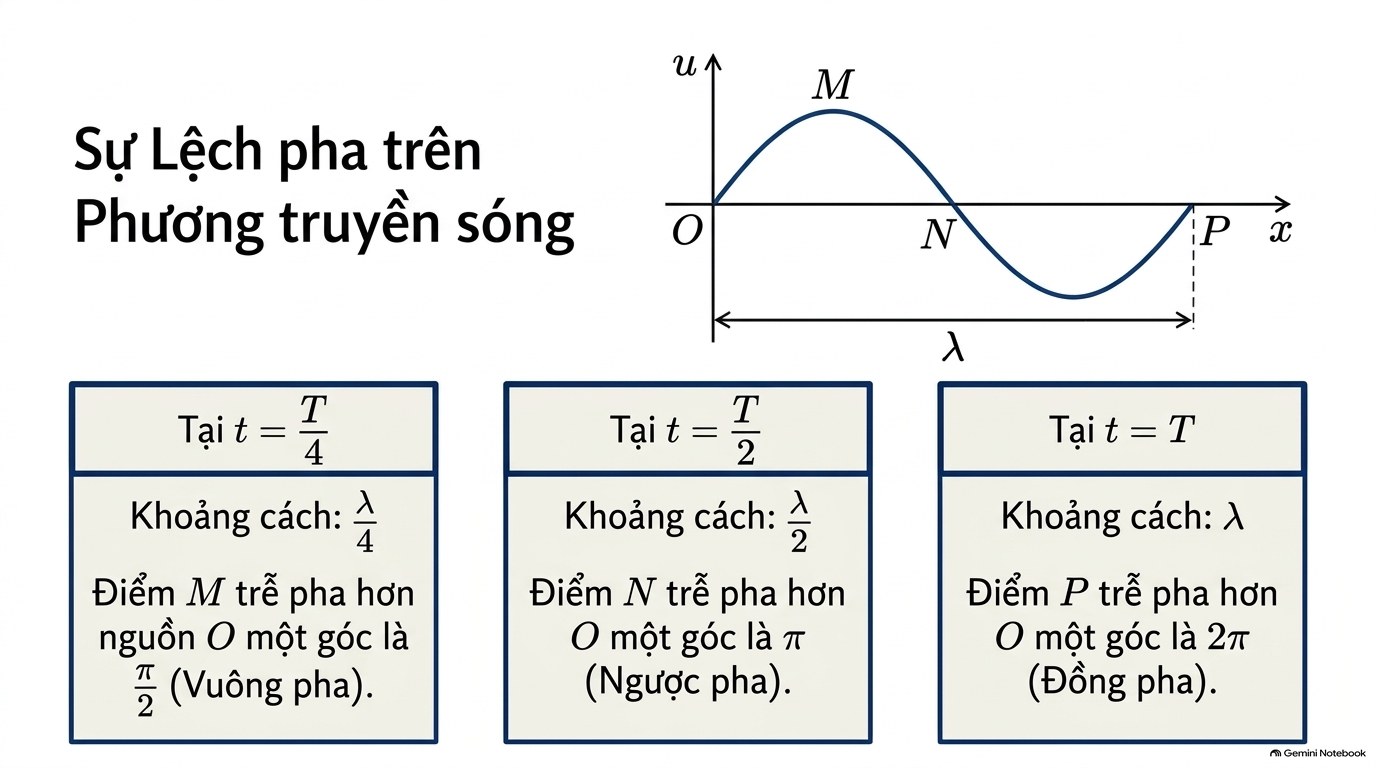 Sự Lệch pha trên
Phương truyền sóng
u
M
O
N
P
x
λ
Tại t = T/4
Khoảng cách: λ/4
Điểm M trễ pha hơn
nguồn O một góc là
π/2 (Vuông pha).
Tại t = T/2
Khoảng cách: λ/2
Điểm N trễ pha hơn
O một góc là π
(Ngược pha).
Tại t = T
Khoảng cách: λ
Điểm P trễ pha hơn
O một góc là 2π
(Đồng pha).
Gemini Notebook